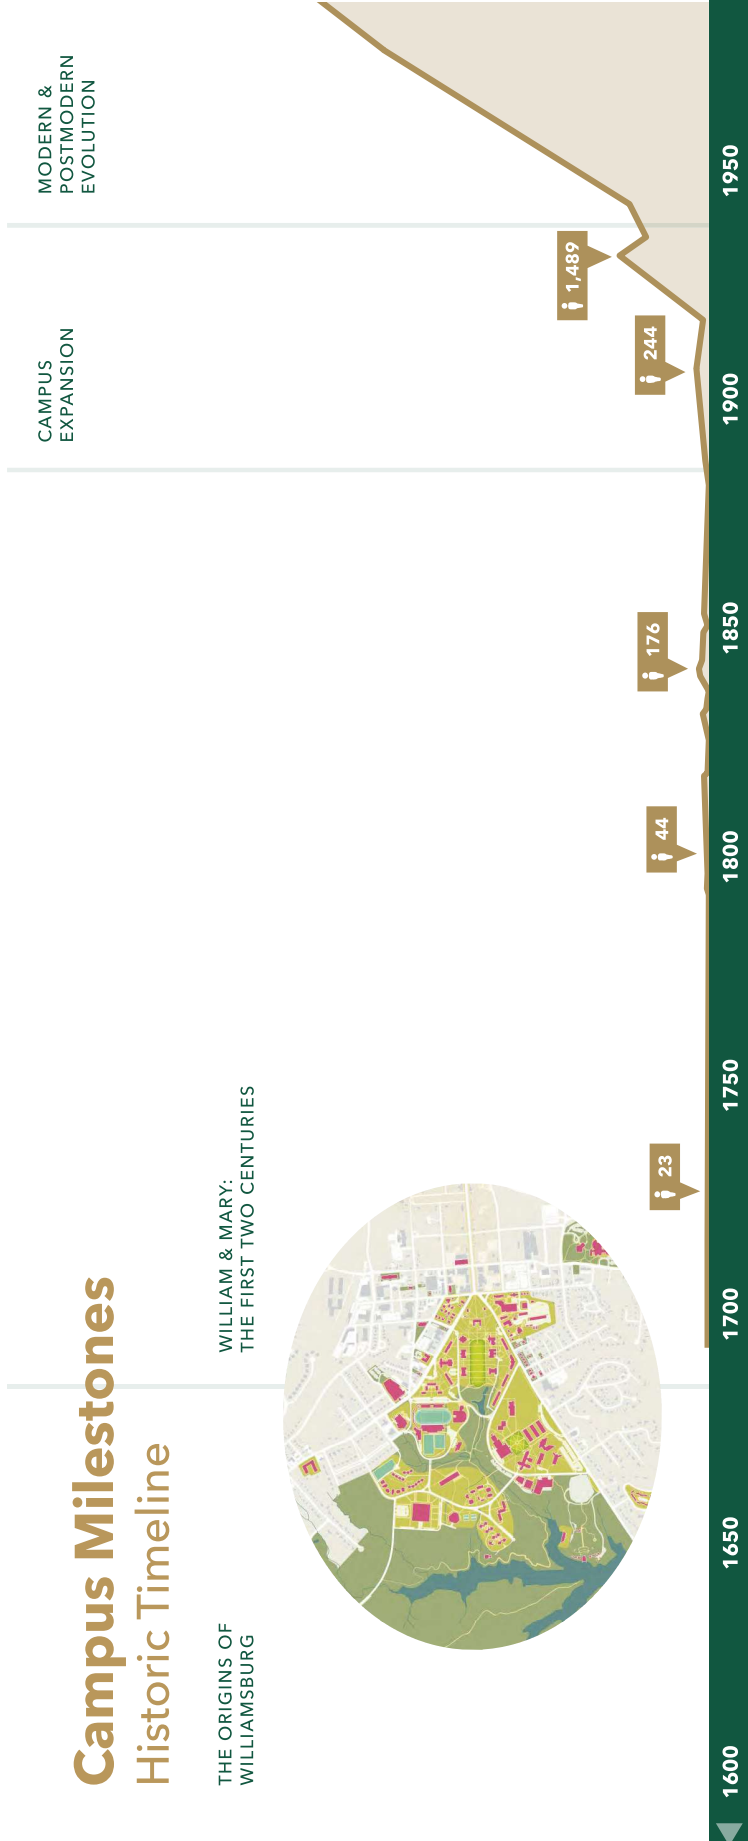 Campus Milestones
Historic Timeline
THE ORIGINS OF
WILLIAMSBURG
WILLIAM & MARY:
THE FIRST TWO CENTURIES
CAMPUS
EXPANSION
MODERN &
POSTMODERN
EVOLUTION
23
44
176
244
1,489
1600
1650
1700
1750
1800
1850
1900
1950